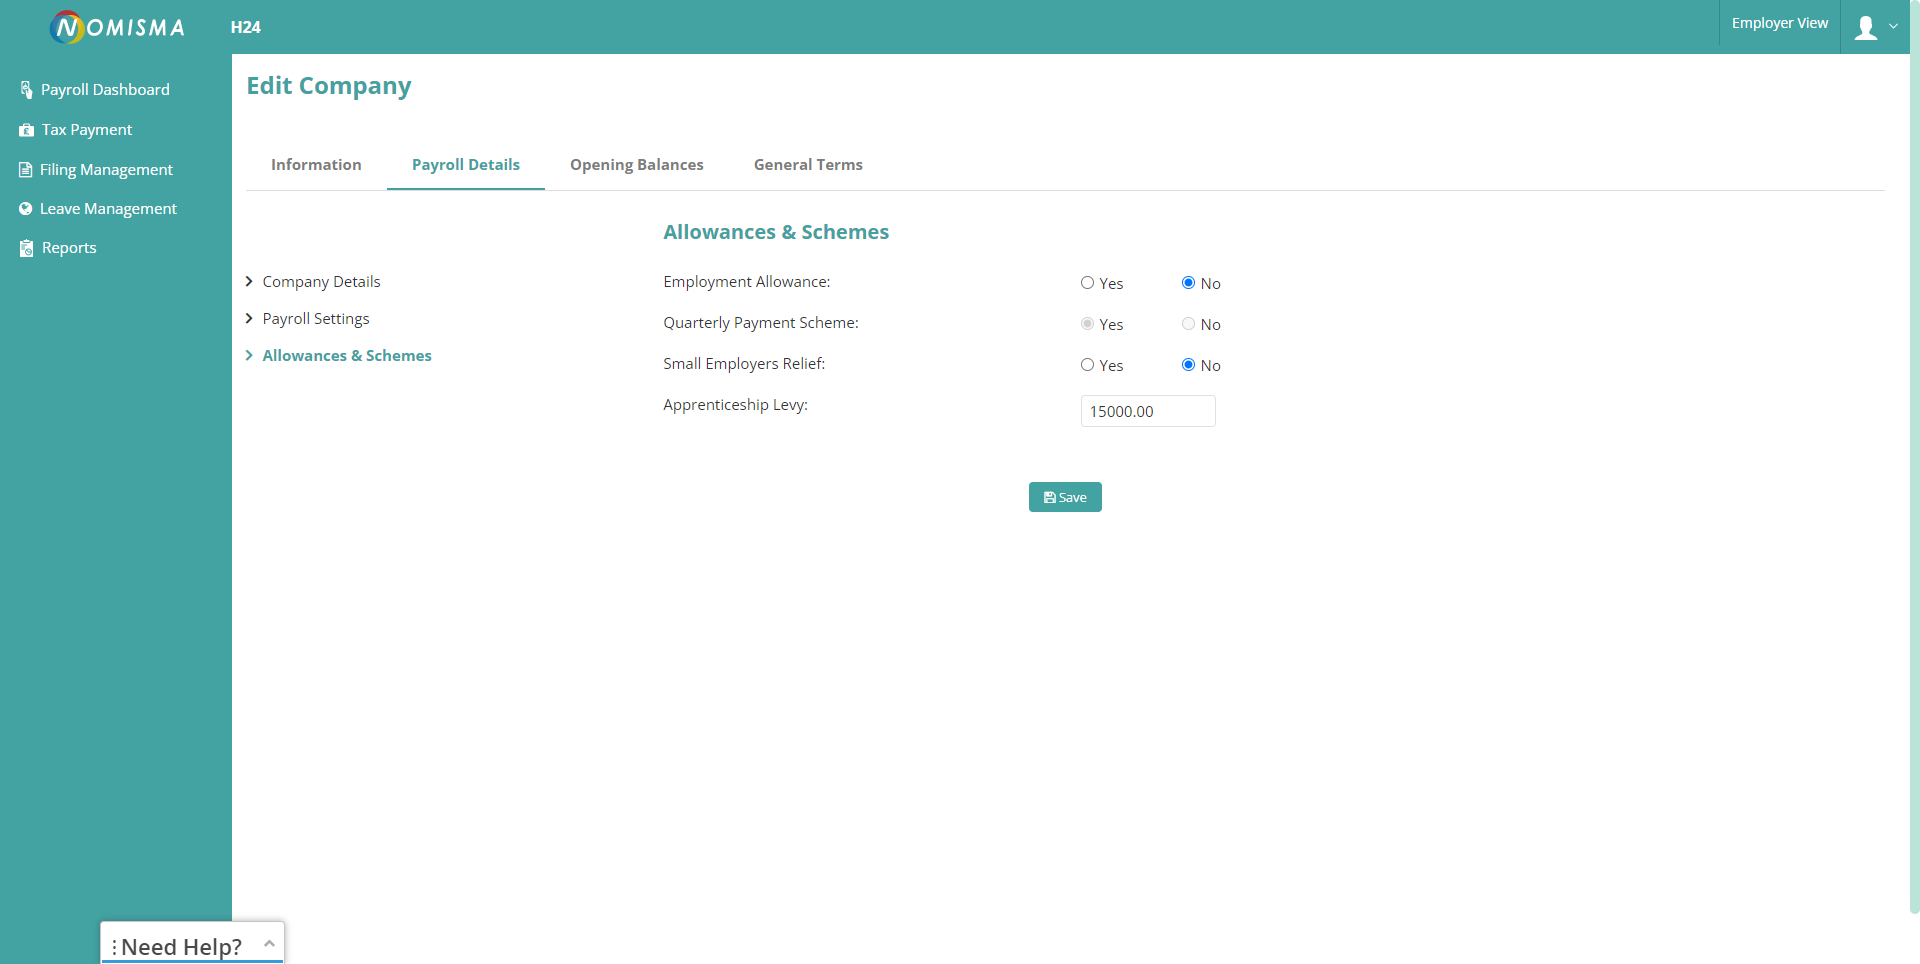 NOMISMA
H24
Employer View
Payroll Dashboard
Tax Payment
Filing Management
Leave Management
Reports
Edit Company
Information
Payroll Details
Opening Balances
General Terms
Company Details
Payroll Settings
Allowances & Schemes
Allowances & Schemes
Employment Allowance: Yes No
Quarterly Payment Scheme: Yes No
Small Employers Relief: Yes No
Apprenticeship Levy: 15000.00
Save
Need Help?